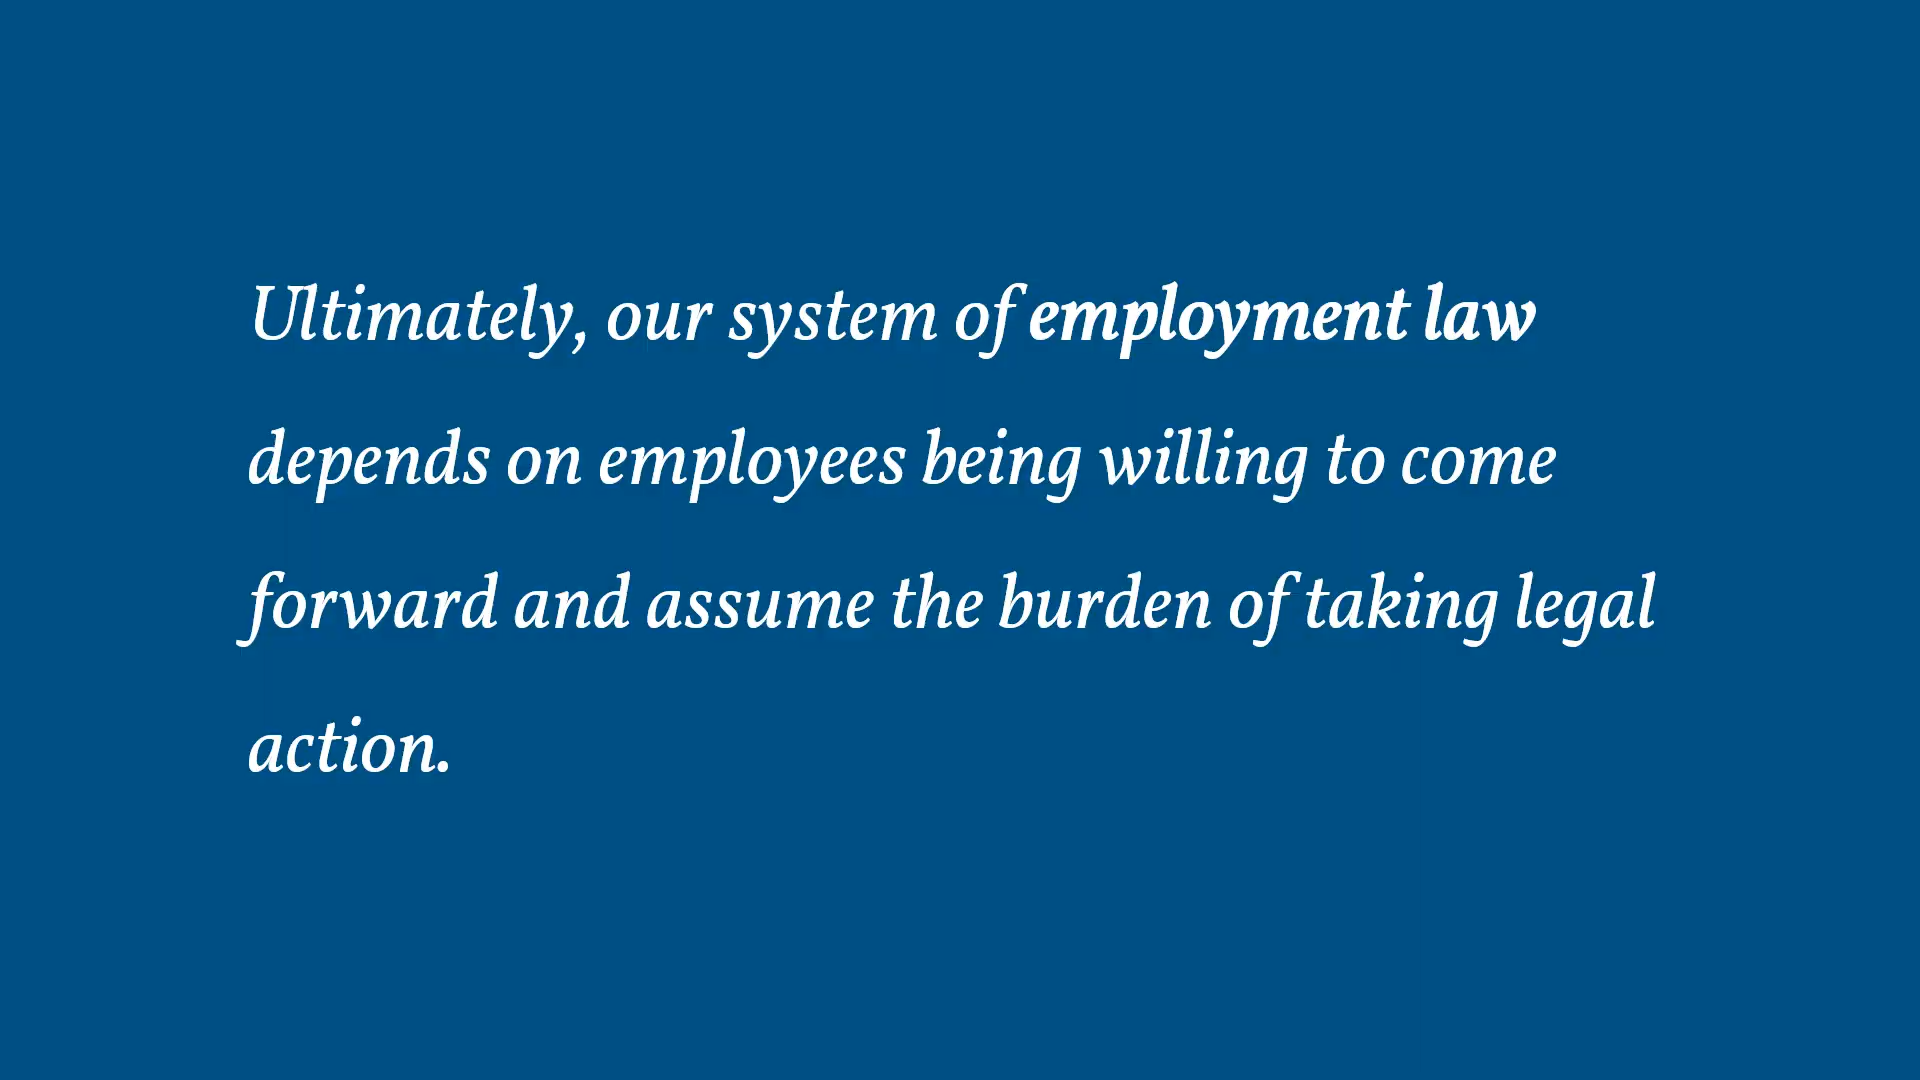 Ultimately, our system of employment law
depends on employees being willing to come
forward and assume the burden of taking legal
action.